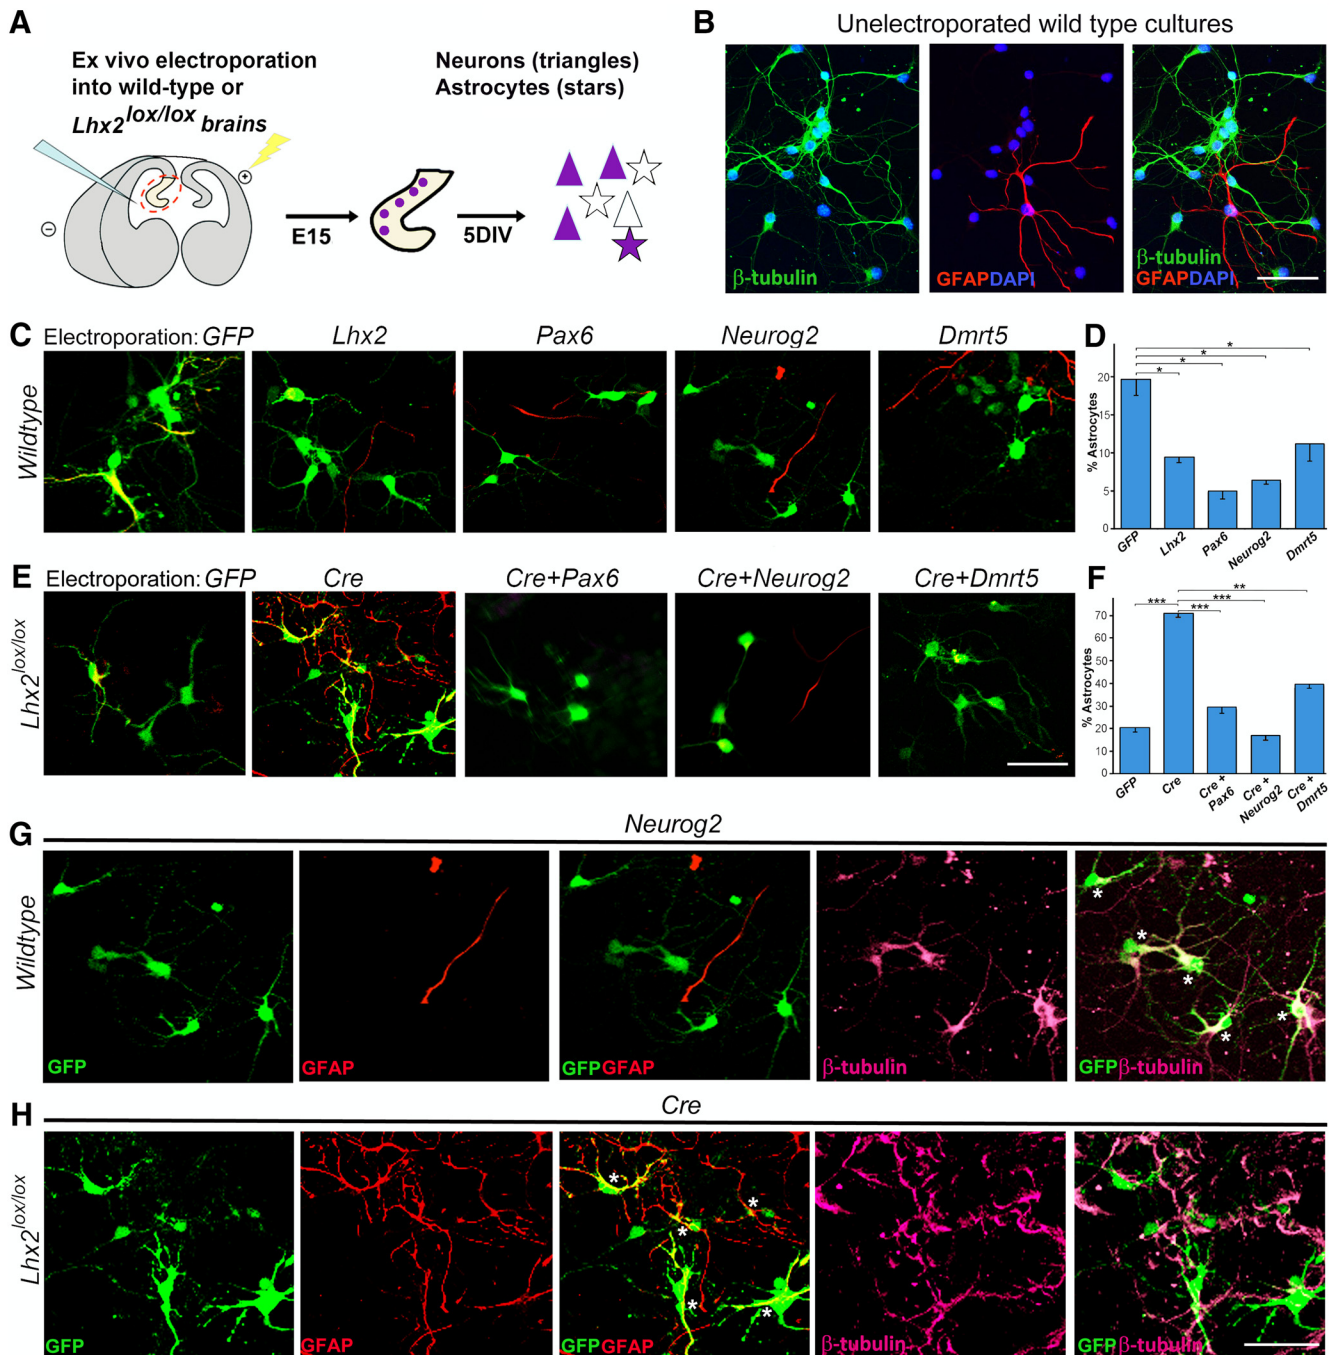 A
Ex vivo electroporation
into wild-type or
Lhx2lox/lox brains
Neurons (triangles)
Astrocytes (stars)
−
+
E15
5DIV
B
Unelectroporated wild type cultures
β-tubulin
GFAPDAPI
β-tubulin
GFAPDAPI
C
Electroporation: GFP
Lhx2
Pax6
Neurog2
Dmrt5
Wildtype
D
% Astrocytes
20
15
10
5
0
*
*
*
*
GFP
Lhx2
Pax6
Neurog2
Dmrt5
E
Electroporation: GFP
Cre
Cre+Pax6
Cre+Neurog2
Cre+Dmrt5
Lhx2lox/lox
F
% Astrocytes
70
60
50
40
30
20
10
0
**
***
***
***
GFP
Cre
Cre + Pax6
Cre + Neurog2
Cre + Dmrt5
G
Neurog2
Wildtype
GFP
GFAP
GFPGFAP
β-tubulin
GFPβ-tubulin
* * * * *
H
Cre
Lhx2lox/lox
GFP
GFAP
GFPGFAP
* * * * *
β-tubulin
GFPβ-tubulin